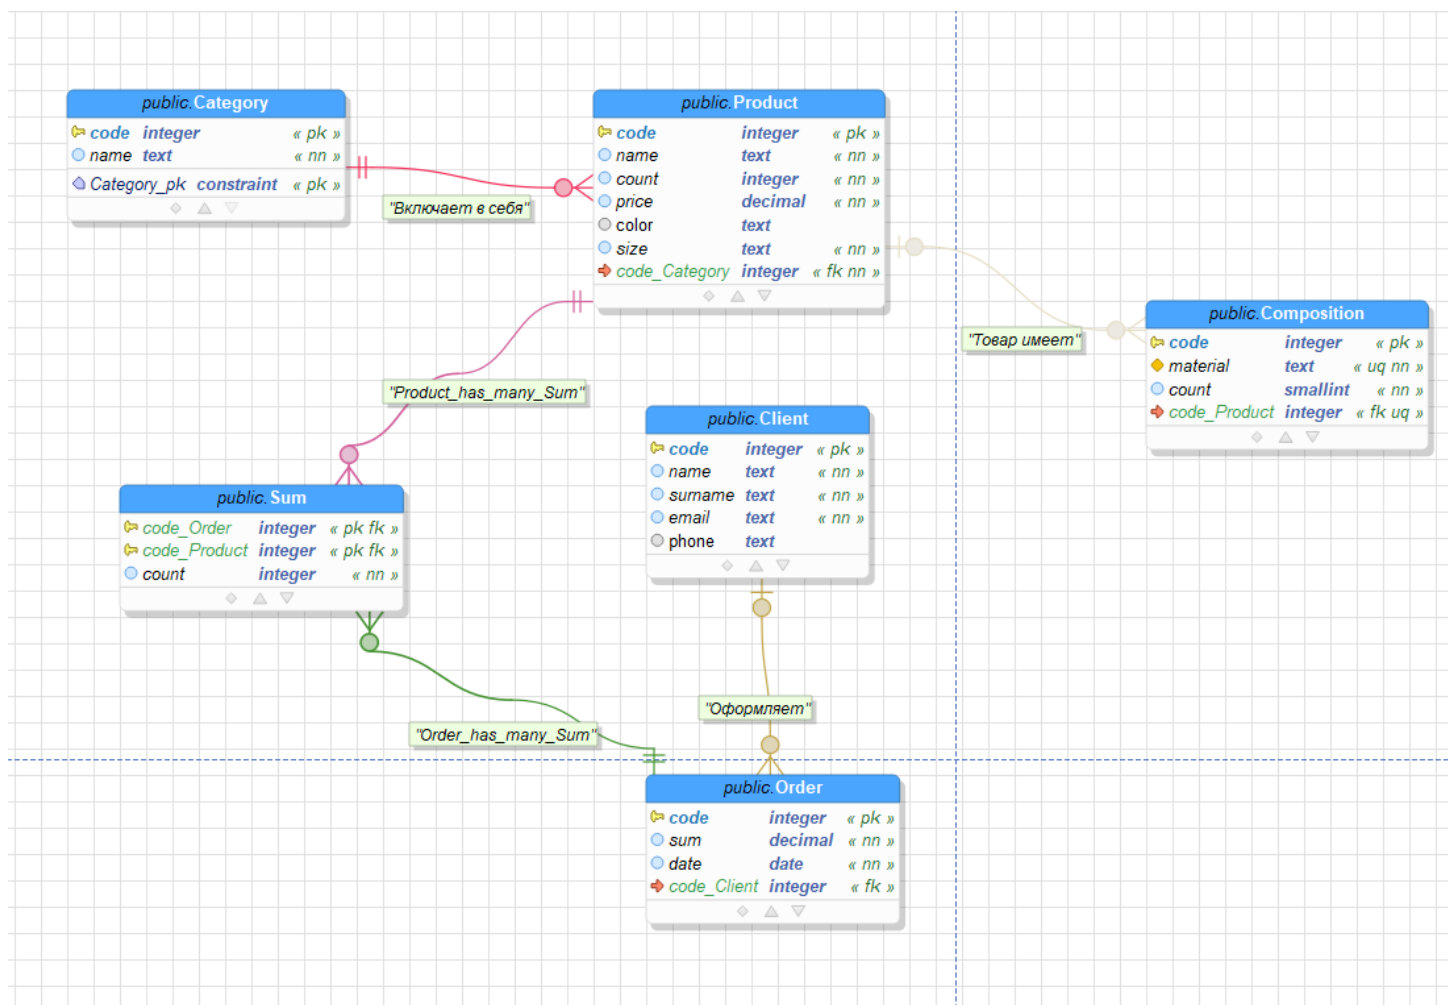 public.Category
code integer « pk »
name text « nn »
Category_pk constraint « pk »
"Включает в себя"
public.Product
code integer « pk »
name text « nn »
count integer « nn »
price decimal « nn »
color text
size text « nn »
code_Category integer « fk nn »
"Товар имеет"
public.Composition
code integer « pk »
material text « uq nn »
count smallint « nn »
code_Product integer « fk uq »
"Product_has_many_Sum"
public.Client
code integer « pk »
name text « nn »
surname text « nn »
email text « nn »
phone text
public.Sum
code_Order integer « pk fk »
code_Product integer « pk fk »
count integer « nn »
"Оформляет"
"Order_has_many_Sum"
public.Order
code integer « pk »
sum decimal « nn »
date date « nn »
code_Client integer « fk »